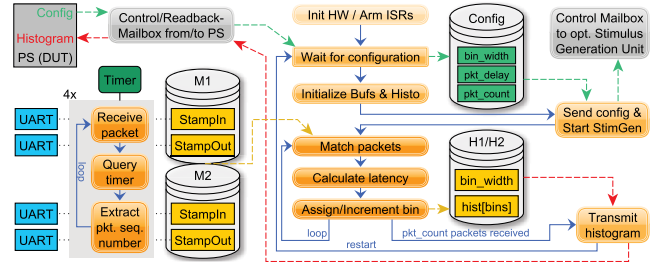 Config
Histogram
PS (DUT)
Control/Readback-
Mailbox from/to PS
Init HW / Arm ISRs
Wait for configuration
Initialize Bufs & Histo
Config
bin_width
pkt_delay
pkt_count
Control Mailbox
to opt. Stimulus
Generation Unit
Send config &
Start StimGen
4x
Timer
UART
UART
UART
UART
Receive
packet
Query
timer
Extract
pkt. seq.
number
loop
M1
StampIn
StampOut
M2
StampIn
StampOut
Match packets
Calculate latency
Assign/Increment bin
H1/H2
bin_width
hist[bins]
Transmit
histogram
loop
pkt_count packets received
restart